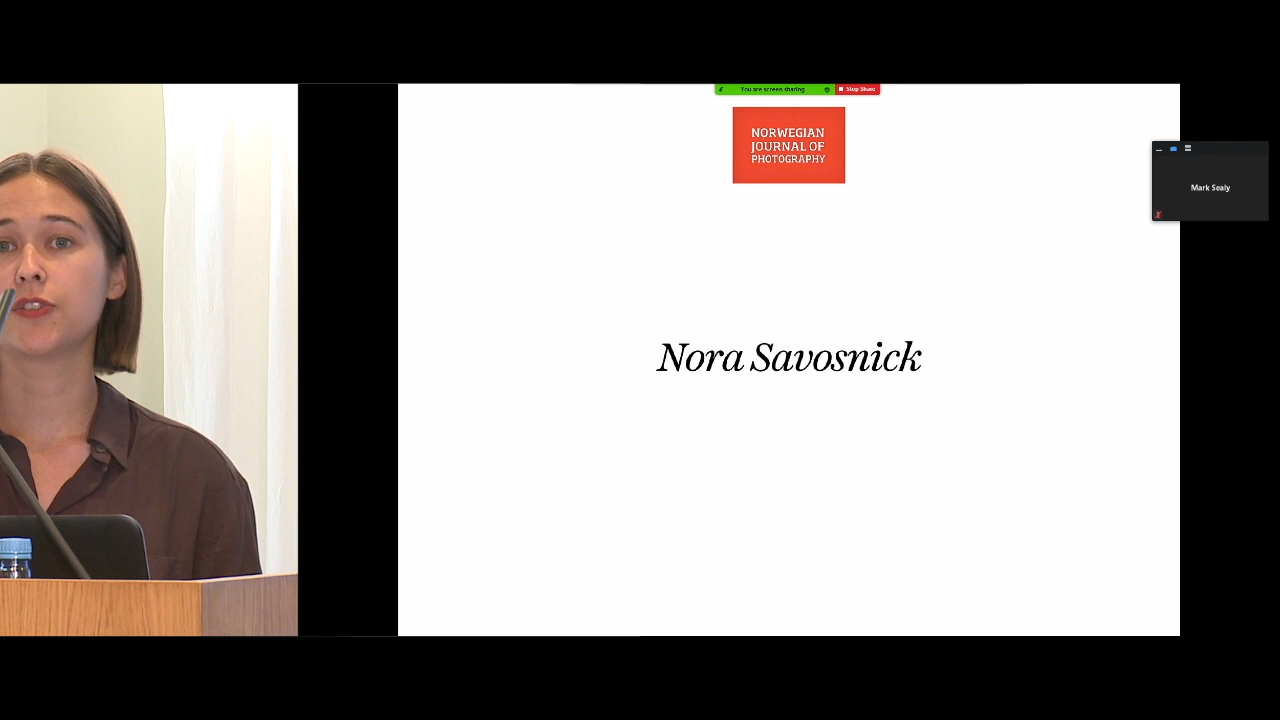 You are screen sharing
Stop Share
NORWEGIAN
JOURNAL OF
PHOTOGRAPHY
Mark Sealy
Nora Savosnick